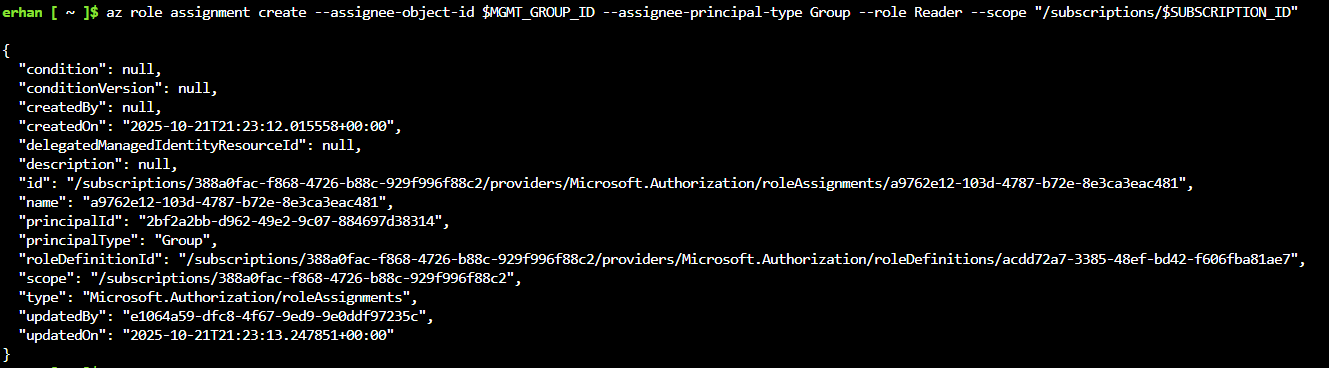 erhan [ ~ ]$ az role assignment create --assignee-object-id $MGMT_GROUP_ID --assignee-principal-type Group --role Reader --scope "/subscriptions/$SUBSCRIPTION_ID"
{
  "condition": null,
  "conditionVersion": null,
  "createdBy": null,
  "createdOn": "2025-10-21T21:23:12.015558+00:00",
  "delegatedManagedIdentityResourceId": null,
  "description": null,
  "id": "/subscriptions/388a0fac-f868-4726-b88c-929f996f88c2/providers/Microsoft.Authorization/roleAssignments/a9762e12-103d-4787-b72e-8e3ca3eac481",
  "name": "a9762e12-103d-4787-b72e-8e3ca3eac481",
  "principalId": "2bf2a2bb-d962-49e2-9c07-884697d38314",
  "principalType": "Group",
  "roleDefinitionId": "/subscriptions/388a0fac-f868-4726-b88c-929f996f88c2/providers/Microsoft.Authorization/roleDefinitions/acdd72a7-3385-48ef-bd42-f606fba81ae7",
  "scope": "/subscriptions/388a0fac-f868-4726-b88c-929f996f88c2",
  "type": "Microsoft.Authorization/roleAssignments",
  "updatedBy": "e1064a59-dfc8-4f67-9ed9-9e0ddf97235c",
  "updatedOn": "2025-10-21T21:23:13.247851+00:00"
}